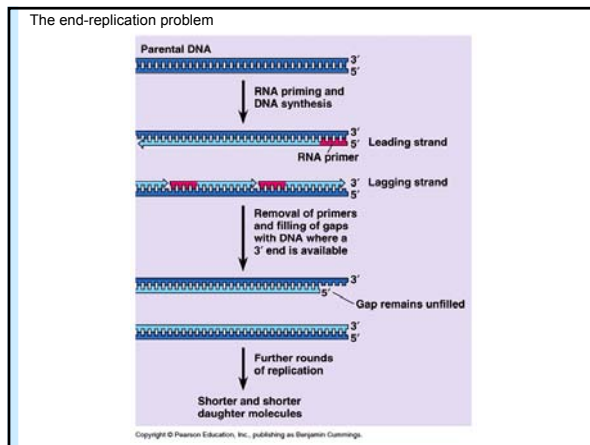 The end-replication problem
Parental DNA
3′
5′
RNA priming and
DNA synthesis
3′
5′ Leading strand
RNA primer
3′ Lagging strand
5′
Removal of primers
and filling of gaps
with DNA where a
3′ end is available
3′
5′
Gap remains unfilled
3′
5′
Further rounds
of replication
Shorter and shorter
daughter molecules
Copyright © Pearson Education, Inc., publishing as Benjamin Cummings.